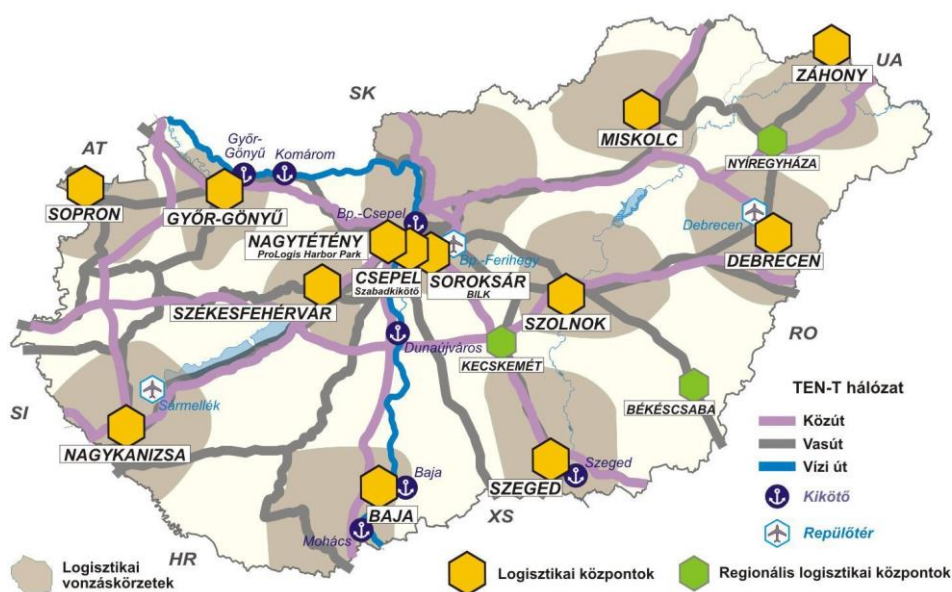 SK
UA
AT
RO
SI
HR
XS
ZÁHONY
MISKOLC
NYÍREGYHÁZA
Győr-
Gönyű
Komárom
SOPRON
GYŐR-GÖNYŰ
Bp.-Csepel
NAGYTÉTÉNY
ProLogis Harbor Park
CSEPEL
Szabadkikötő
SOROKSÁR
BILK
Bp.-Ferihegy
Debrecen
DEBRECEN
SZÉKESFEHÉRVÁR
SZOLNOK
Dunaújváros
KECSKEMÉT
BÉKÉSCSABA
Sármellék
NAGYKANIZSA
Baja
BAJA
Mohács
SZEGED
Szeged
TEN-T hálózat
Közút
Vasút
Vízi út
Kikötő
Repülőtér
Logisztikai
vonzáskörzetek
Logisztikai központok
Regionális logisztikai központok